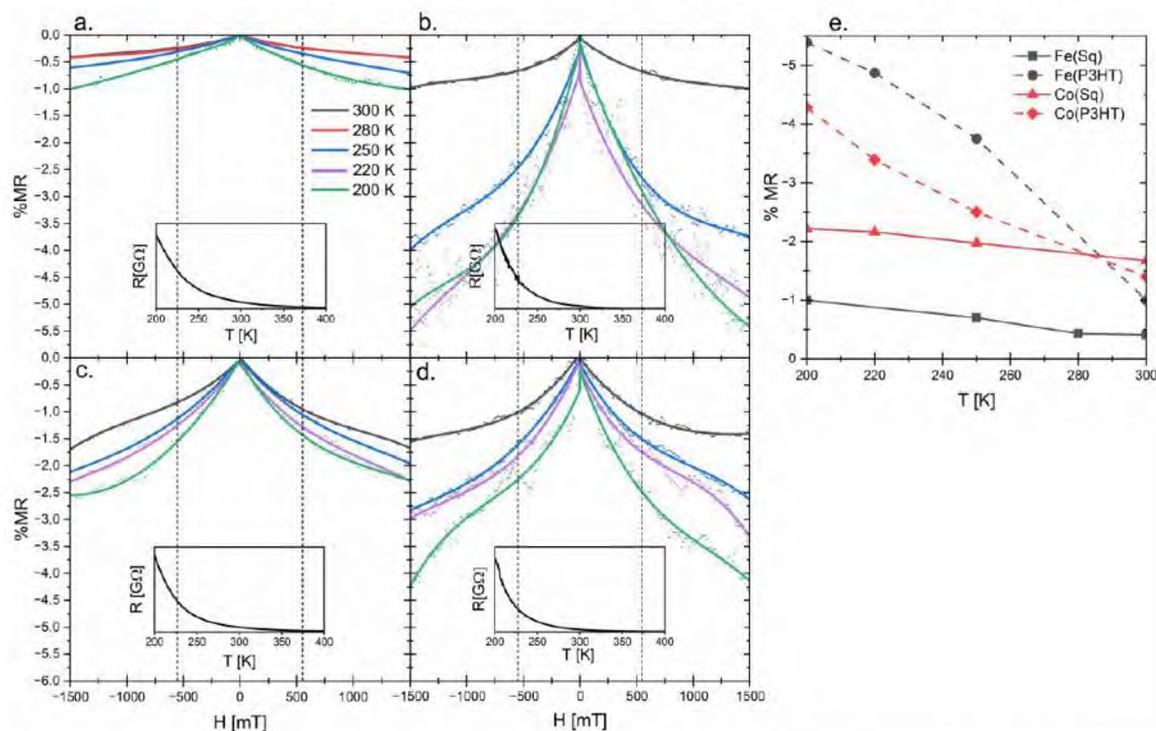 a.
0.0
-0.5
-1.0
-1.5
-2.0
-2.5
-3.0
-3.5
-4.0
-4.5
-5.0
-5.5
%MR
300 K
280 K
250 K
220 K
200 K
R[GΩ]
200 250 300 350 400
T [K]
b.
R[GΩ]
200 250 300 350 400
T [K]
c.
0.0
-0.5
-1.0
-1.5
-2.0
-2.5
-3.0
-3.5
-4.0
-4.5
-5.0
-5.5
-6.0
%MR
R [GΩ]
200 250 300 350 400
T [K]
-1500 -1000 -500 0 500 1000 1500
H [mT]
d.
R[GΩ]
200 250 300 350 400
T [K]
-1000 -500 0 500 1000 1500
H [mT]
e.
-5
-4
-3
-2
-1
%
% MR
Fe(Sq)
Fe(P3HT)
Co(Sq)
Co(P3HT)
200 220 240 260 280 300
T [K]